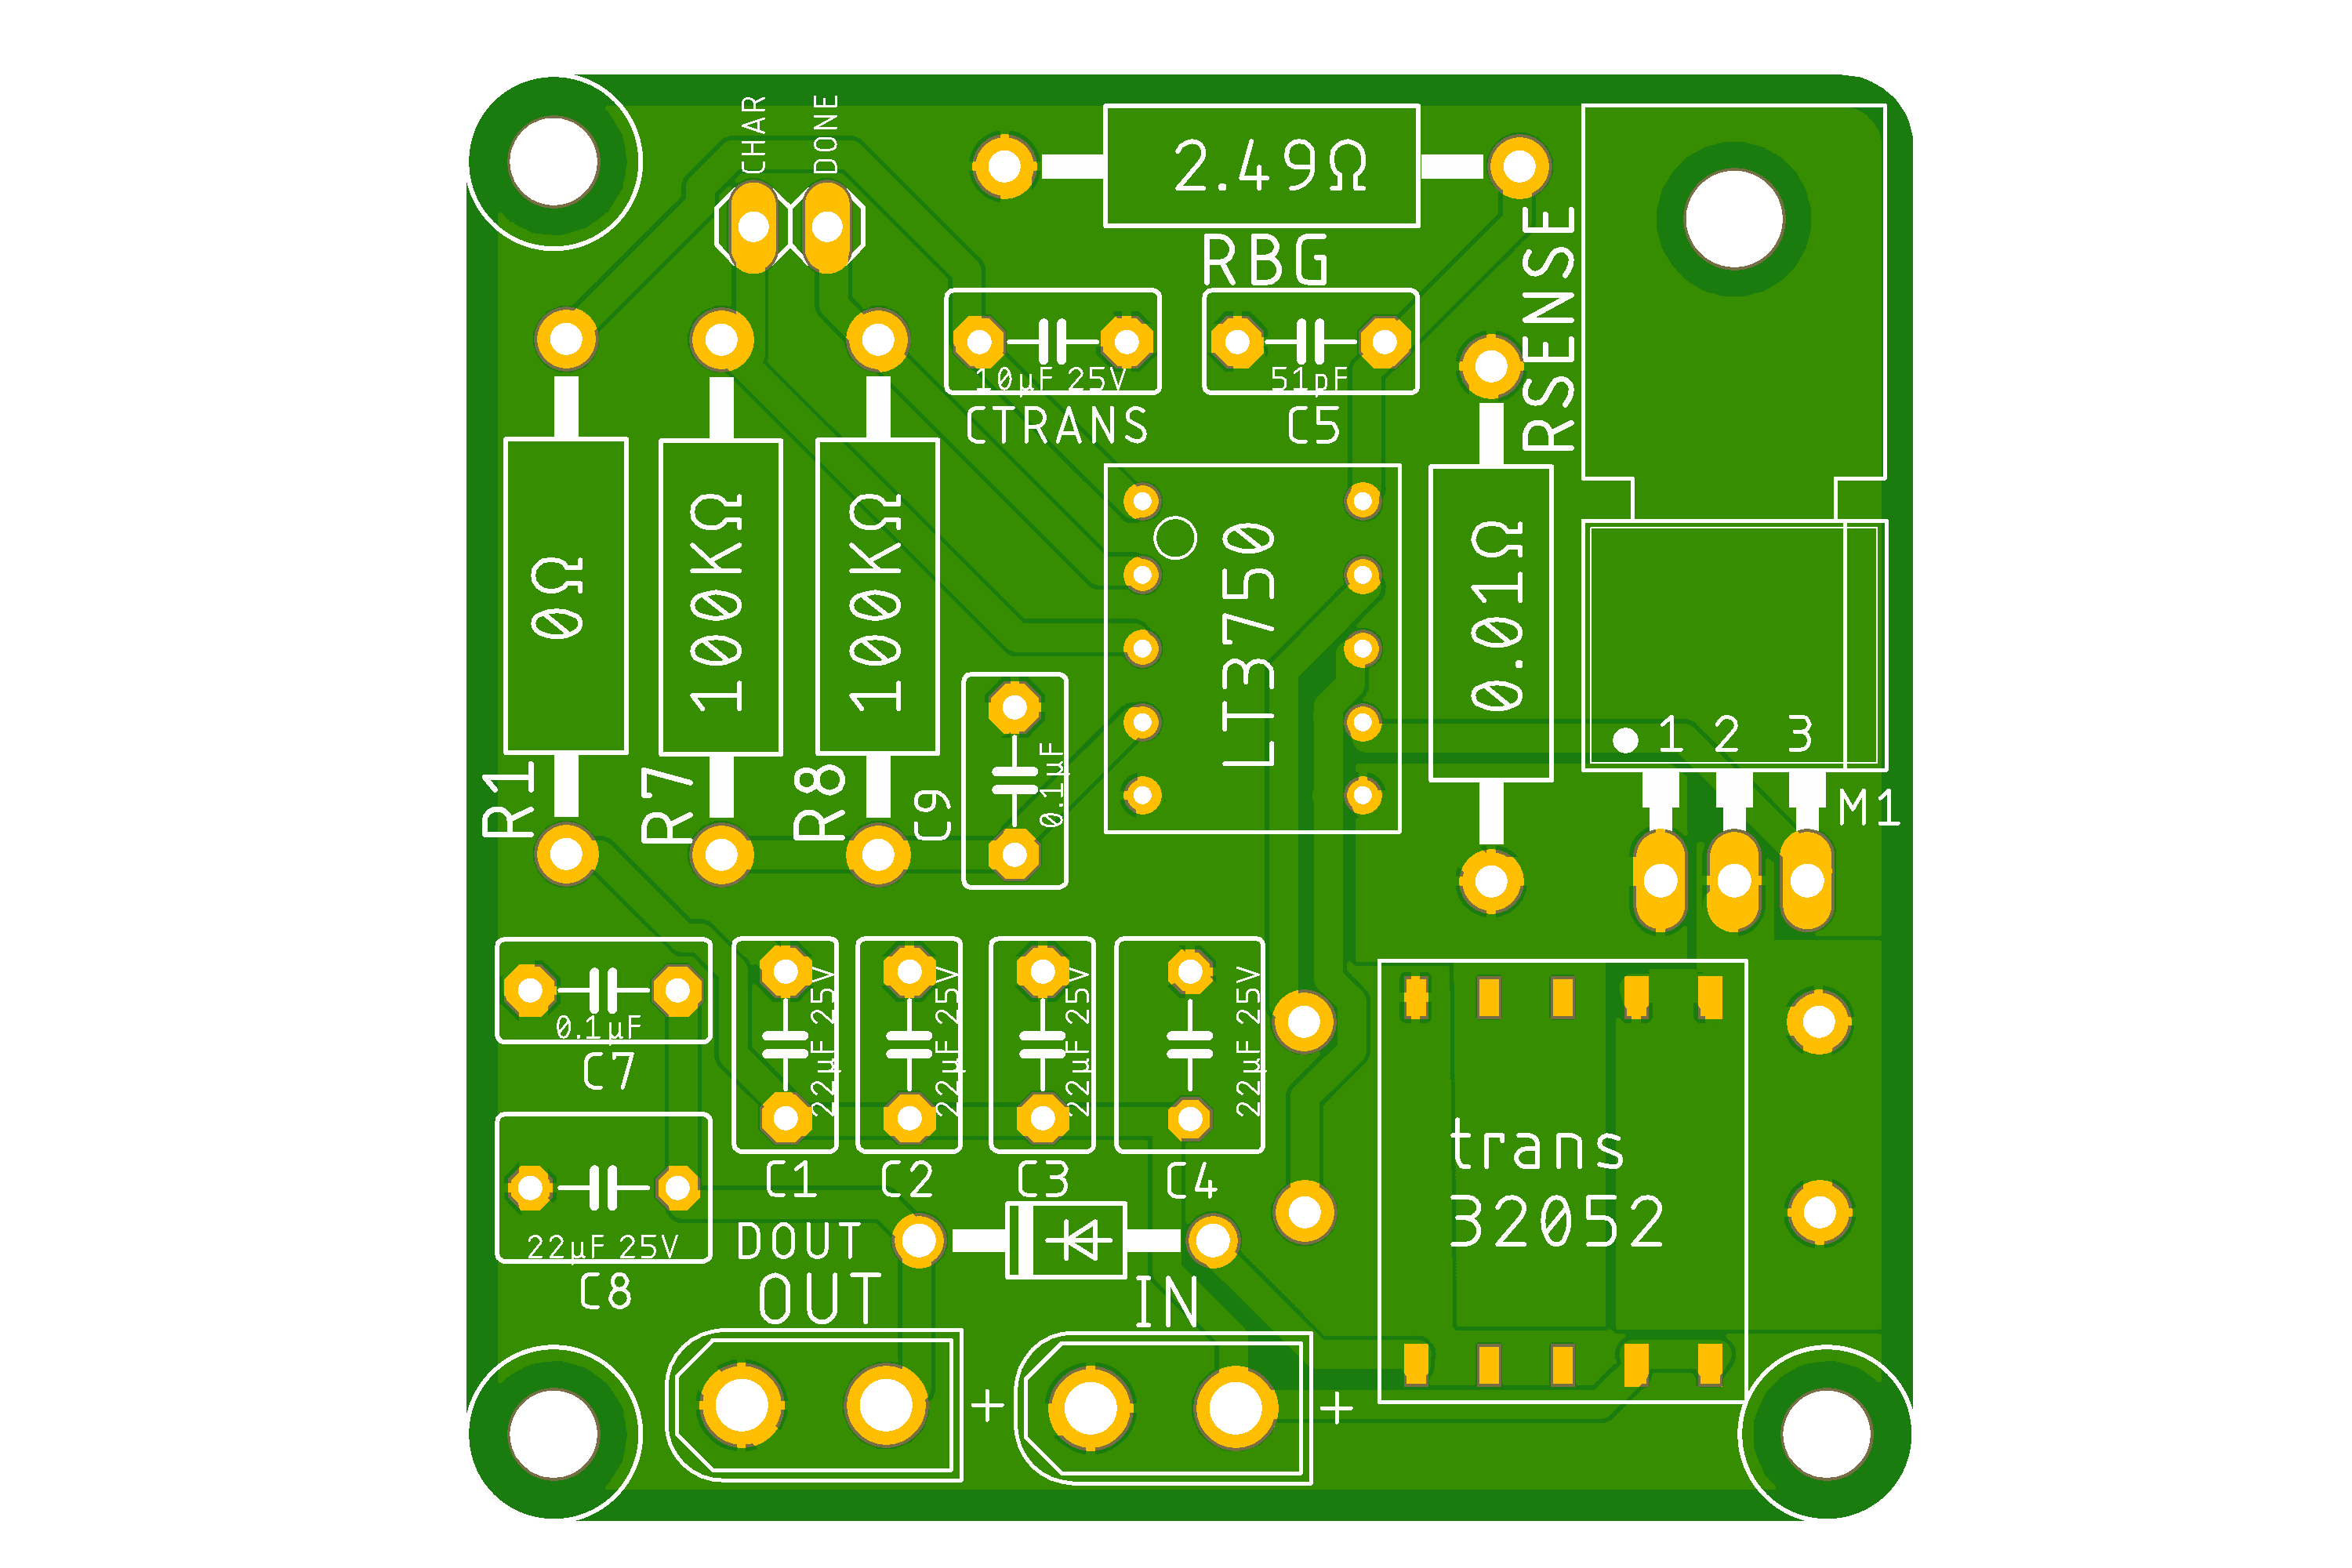 CHAR
DONE
2.49Ω
RBG
RSENSE
10µF 25V
CTRANS
51pF
C5
0Ω
R1
100KΩ
R7
100KΩ
R8
LT3750
0.01Ω
1 2 3
M1
0.1µF
C9
0.1µF
C7
22µF 25V
C1
22µF 25V
C2
22µF 25V
C3
22µF 25V
C4
trans
32052
22µF 25V
C8
DOUT
OUT
IN
+
+